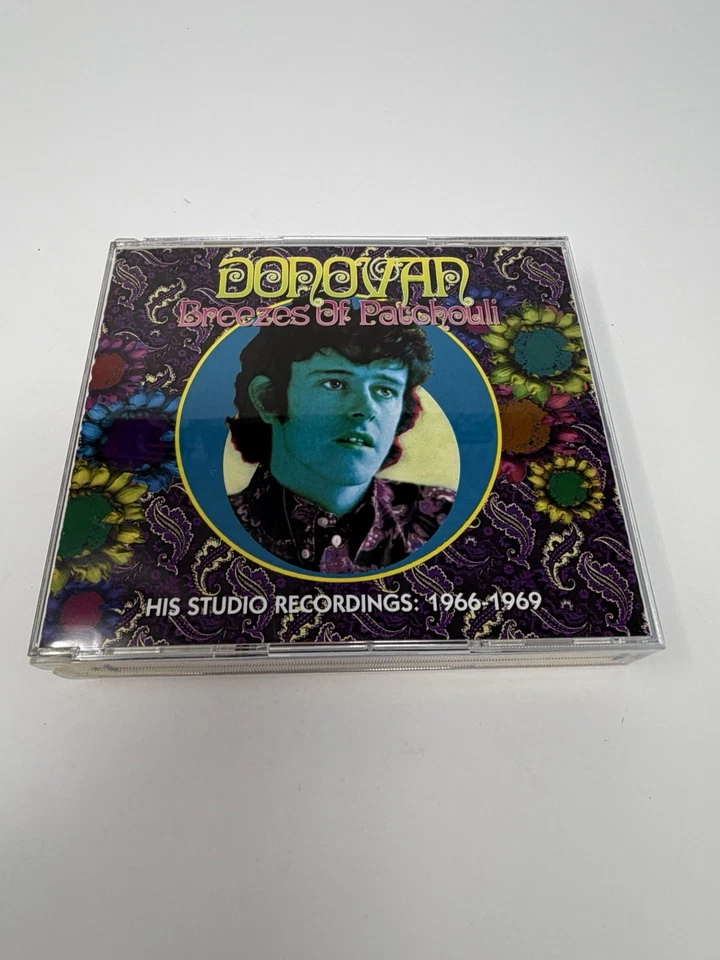 DONOVAN
Breezes Of Patchouli
HIS STUDIO RECORDINGS: 1966-1969